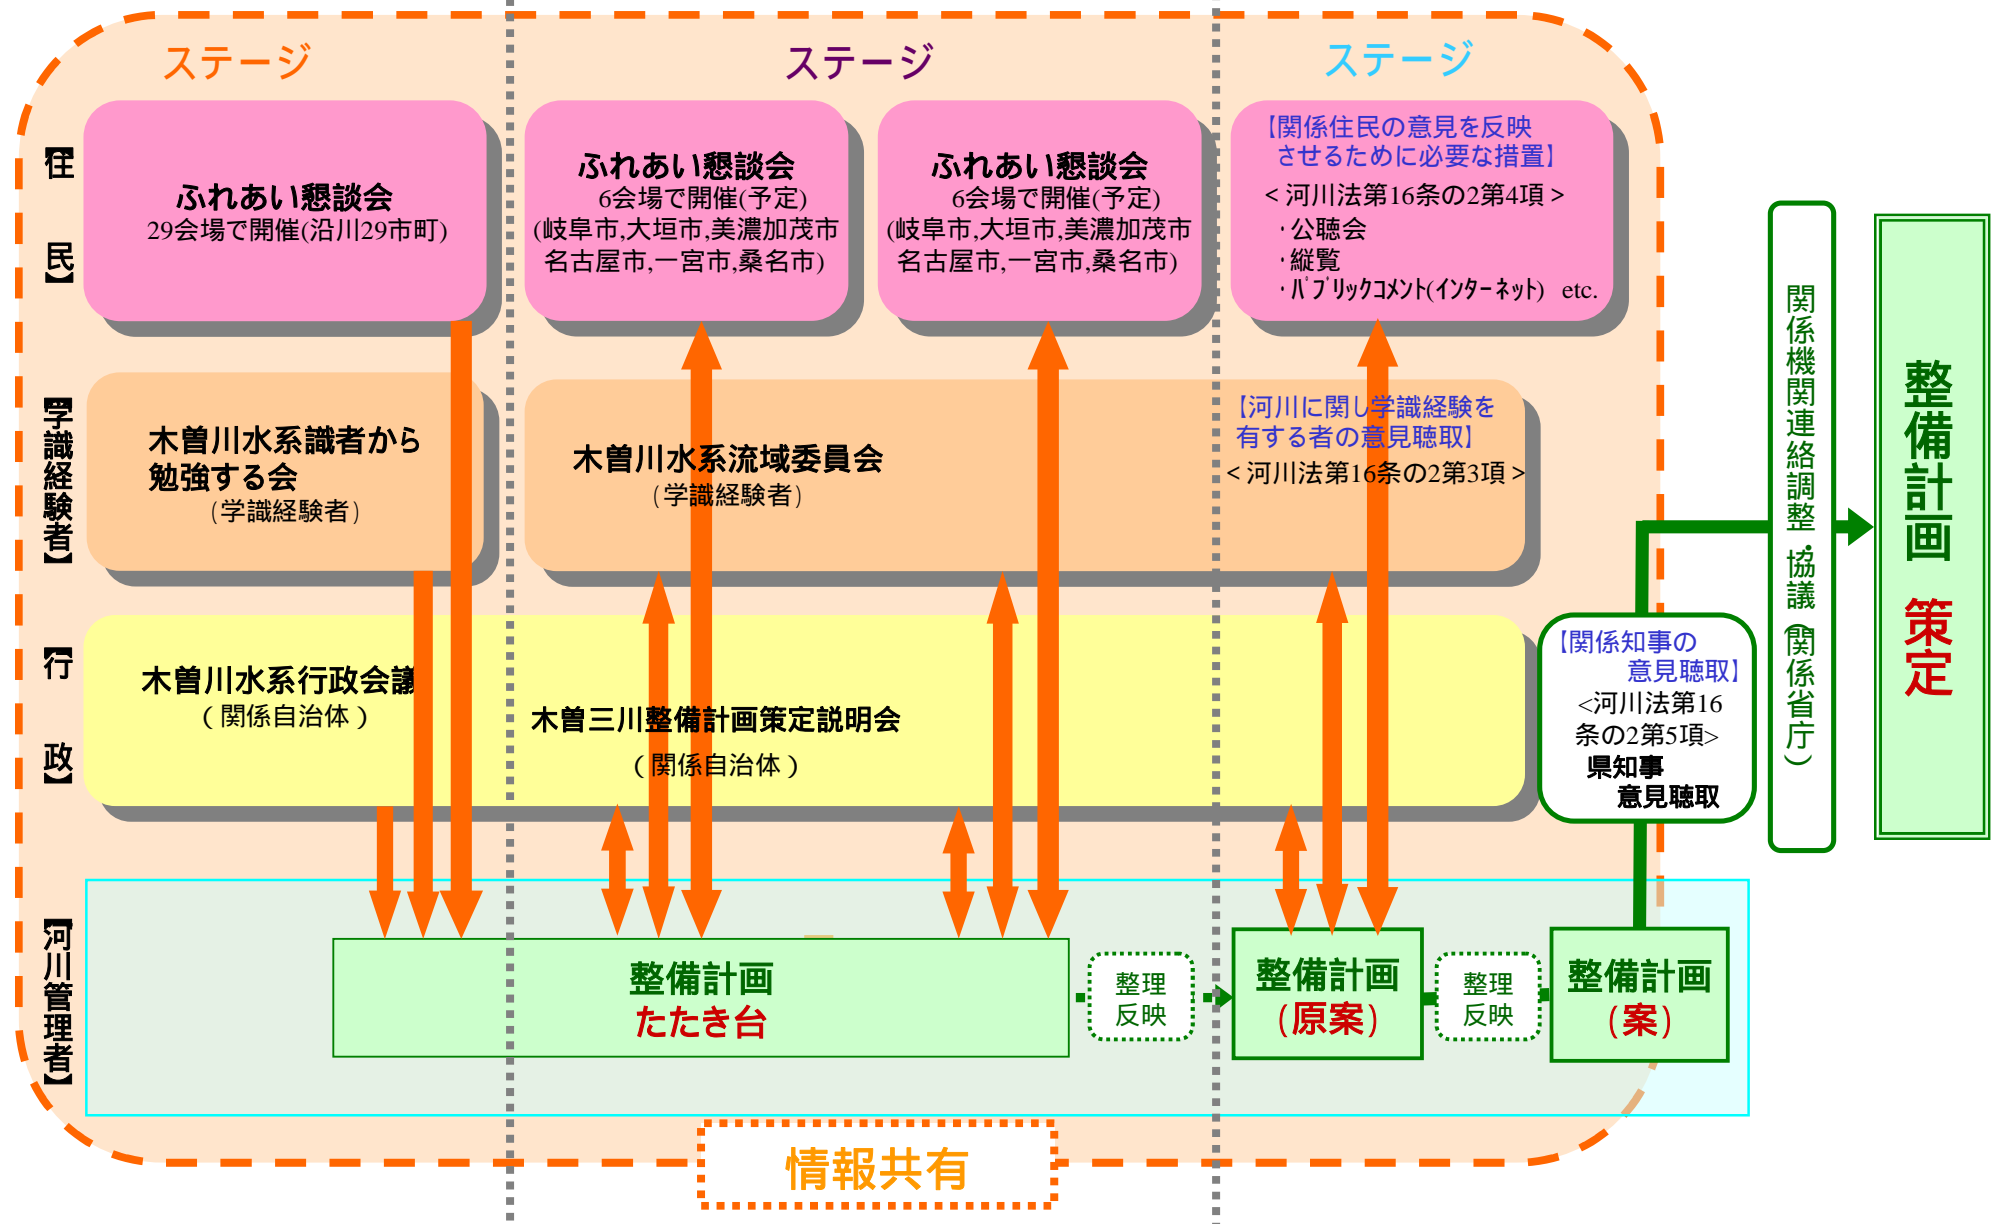 ステージ
ステージ
ステージ
【住　民】
ふれあい懇談会
29会場で開催(沿川29市町)
ふれあい懇談会
6会場で開催(予定)
(岐阜市,大垣市,美濃加茂市
名古屋市,一宮市,桑名市)
ふれあい懇談会
6会場で開催(予定)
(岐阜市,大垣市,美濃加茂市
名古屋市,一宮市,桑名市)
【関係住民の意見を反映
させるために必要な措置】
<河川法第16条の2第4項>
・公聴会
・縦覧
・ﾊﾟﾌﾞﾘｯｸｺﾒﾝﾄ(ｲﾝﾀｰﾈｯﾄ) etc.
【学識経験者】
木曽川水系識者から
勉強する会
(学識経験者)
木曽川水系流域委員会
(学識経験者)
【河川に関し学識経験を
有する者の意見聴取】
<河川法第16条の2第3項>
【行　政】
木曽川水系行政会議
(関係自治体)
木曽三川整備計画策定説明会
(関係自治体)
【関係知事の
意見聴取】
<河川法第16
条の2第5項>
県知事
意見聴取
【河川管理者】
整備計画
たたき台
整理
反映
整備計画
(原案)
整理
反映
整備計画
(案)
関係機関連絡調整・協議(関係省庁)
整備計画　策定
情報共有